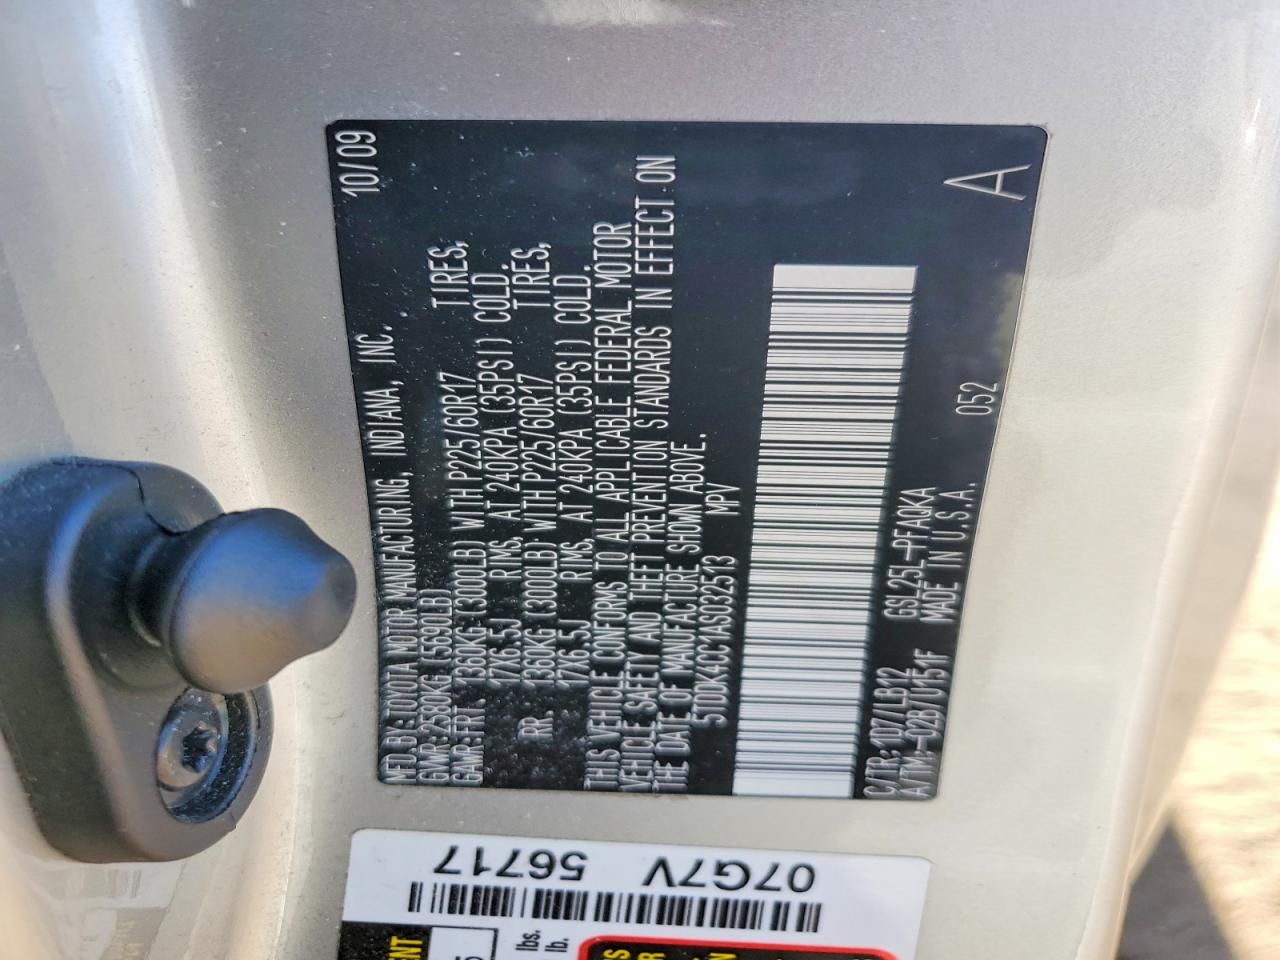 MFD. BY: TOYOTA MOTOR MANUFACTURING, INDIANA, INC. 10/09
GVWR: 2580KG (5690LB)
GAWR: FRT 1360KG (3000LB) WITH P225/60R17 TIRES,
17X6.5J RIMS, AT 240KPA (35PSI) COLD.
RR 1360KG (3000LB) WITH P225/60R17 TIRES,
17X6.5J RIMS, AT 240KPA (35PSI) COLD.
THIS VEHICLE CONFORMS TO ALL APPLICABLE FEDERAL MOTOR
VEHICLE SAFETY AND THEFT PREVENTION STANDARDS IN EFFECT ON
THE DATE OF MANUFACTURE SHOWN ABOVE.
5TDDK4CC1AS032513 MPV
C/TR: 1D7/LB12 GSL25L-PFAQKA 052
A/TM: -02B/U151F MADE IN U.S.A.
A
07G7V 56717
lbs.
lb.